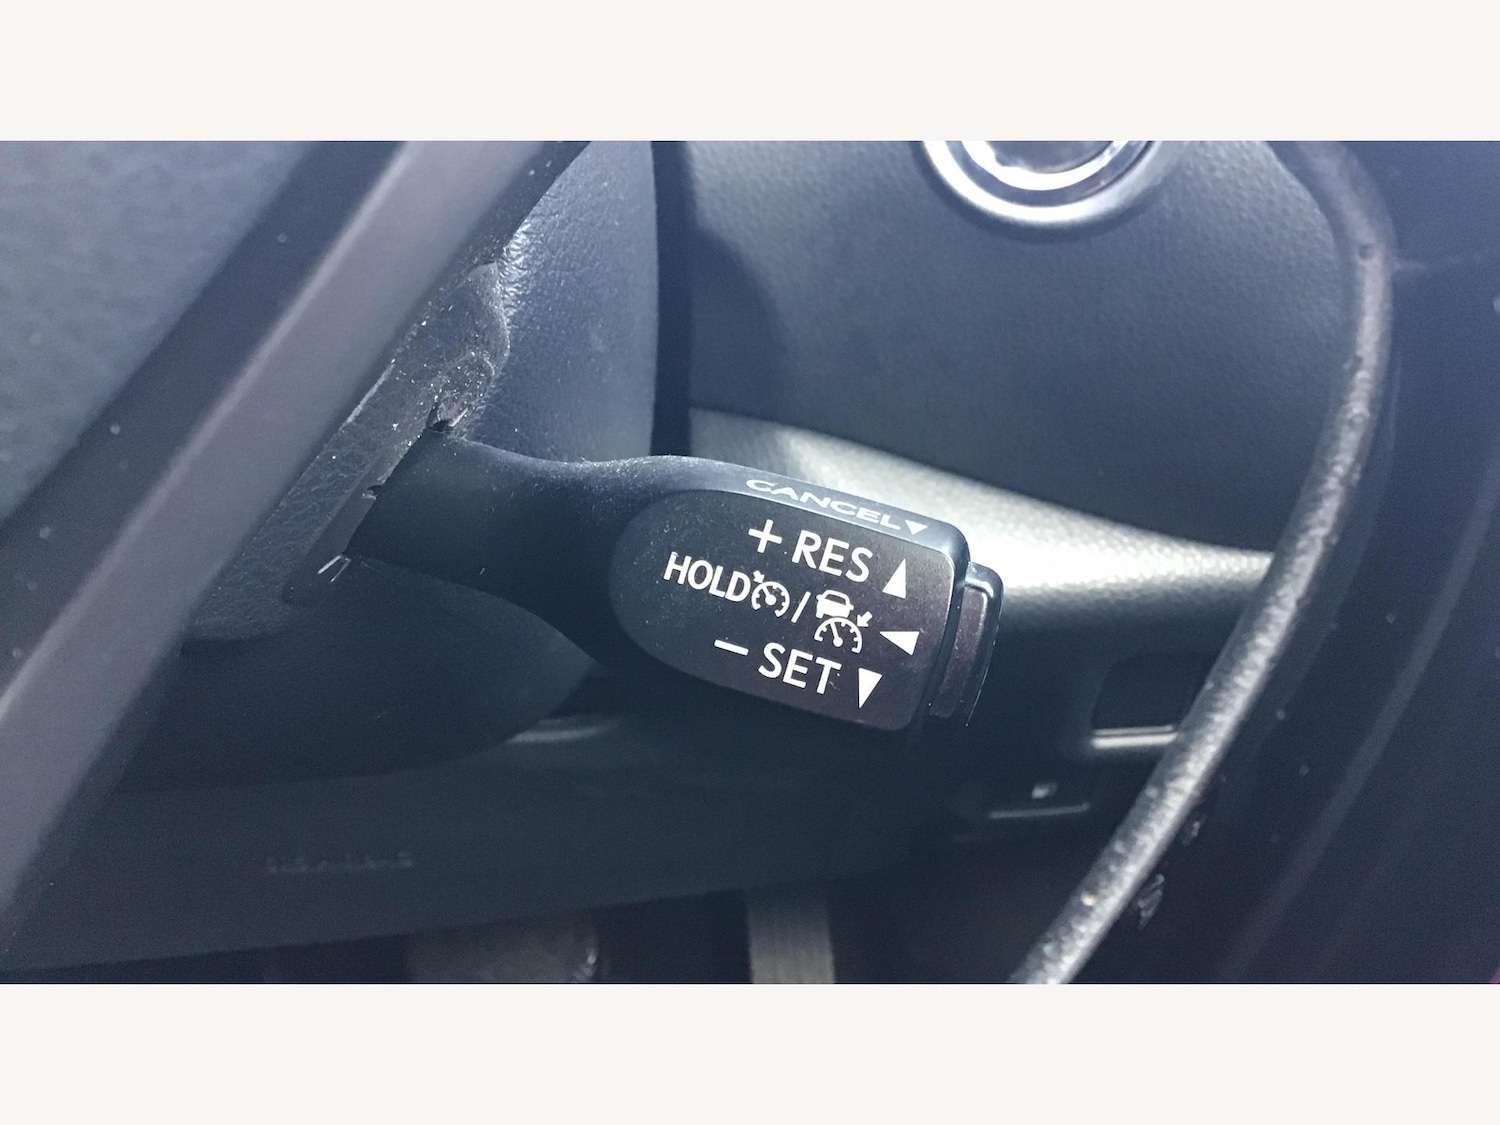 CANCEL
+ RES
HOLD /
– SET